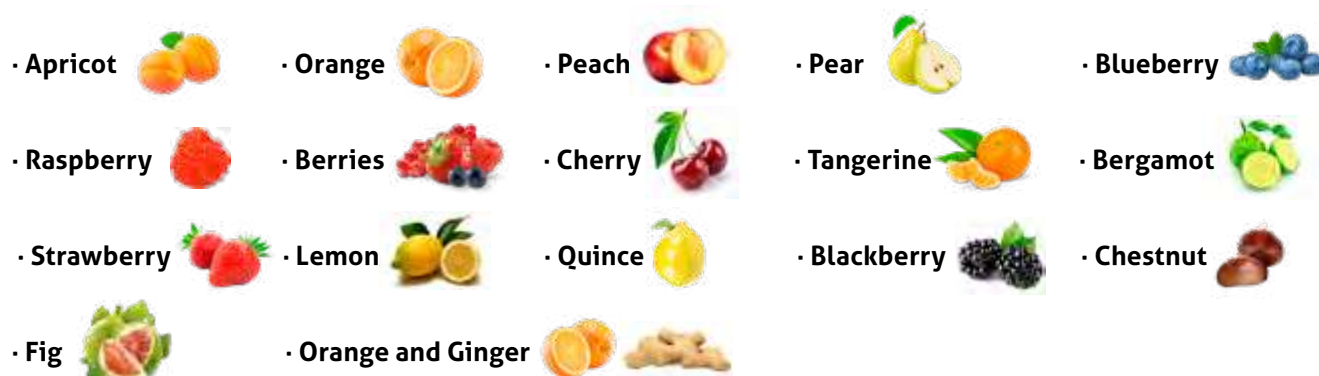 · Apricot · Orange · Peach · Pear · Blueberry
· Raspberry · Berries · Cherry · Tangerine · Bergamot
· Strawberry · Lemon · Quince · Blackberry · Chestnut
· Fig · Orange and Ginger